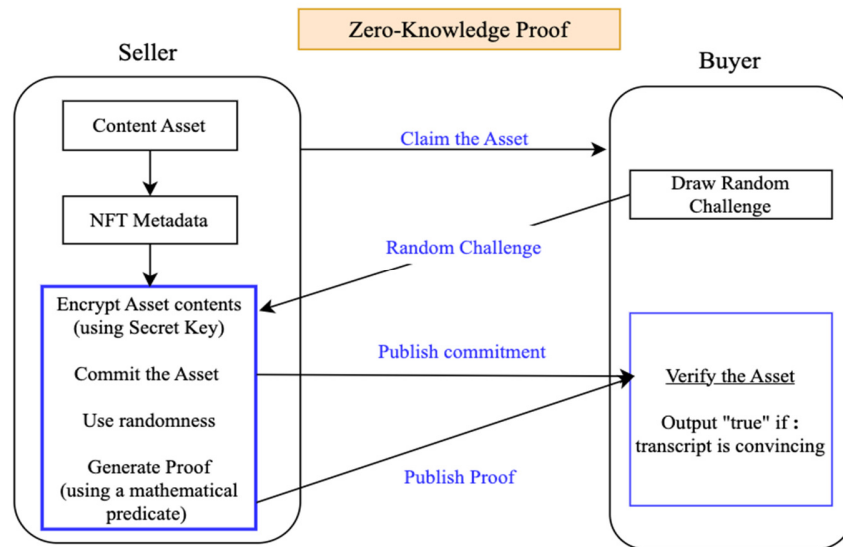 Zero-Knowledge Proof
Seller
Buyer
Content Asset
Claim the Asset
NFT Metadata
Draw Random
Challenge
Random Challenge
Encrypt Asset contents
(using Secret Key)
Commit the Asset
Use randomness
Generate Proof
(using a mathematical
predicate)
Publish commitment
Publish Proof
Verify the Asset
Output "true" if :
transcript is convincing